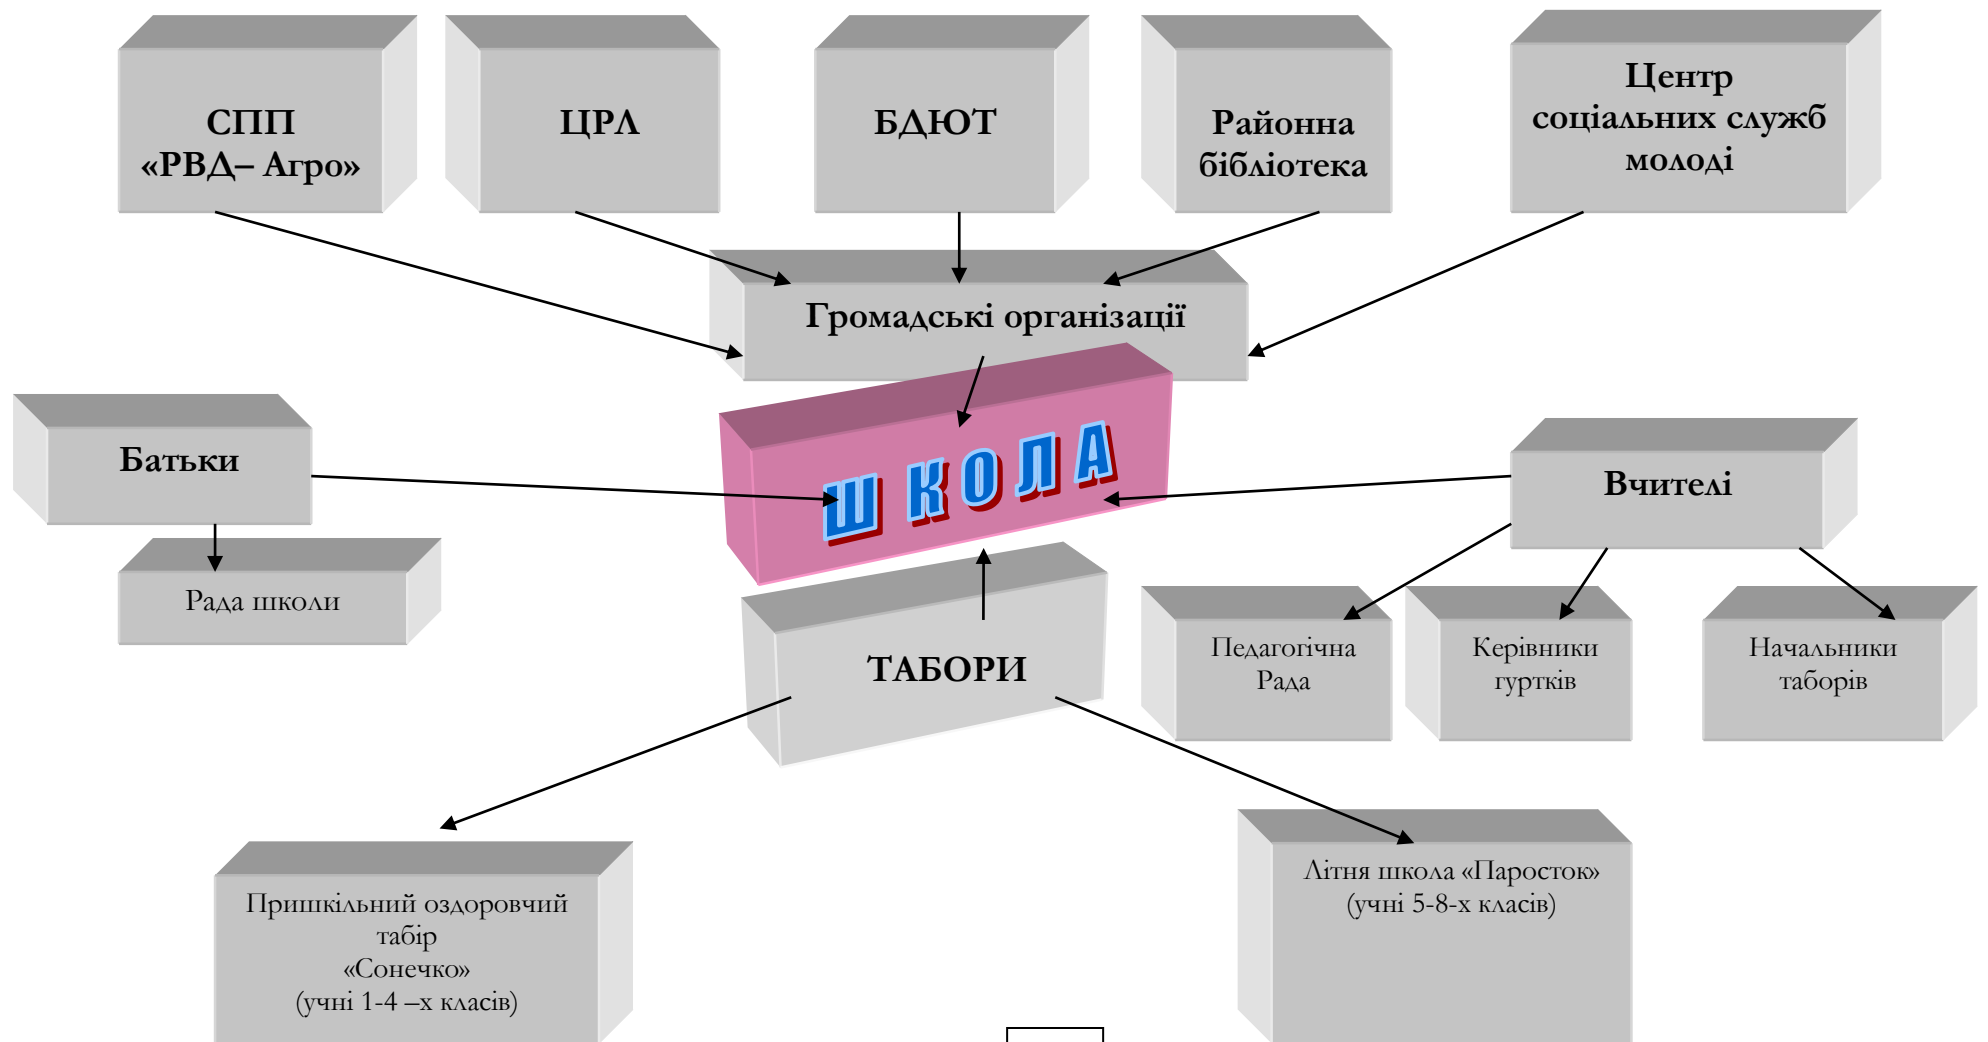 СПП
«РВД– Агро»
ЦРЛ
БДЮТ
Районна
бібліотека
Центр
соціальних служб
молоді
Громадські організації
Батьки
ШКОЛА
Вчителі
Рада школи
ТАБОРИ
Педагогічна
Рада
Керівники
гуртків
Начальники
таборів
Пришкільний оздоровчий
табір
«Сонечко»
(учні 1-4 –х класів)
Літня школа «Паросток»
(учні 5-8-х класів)